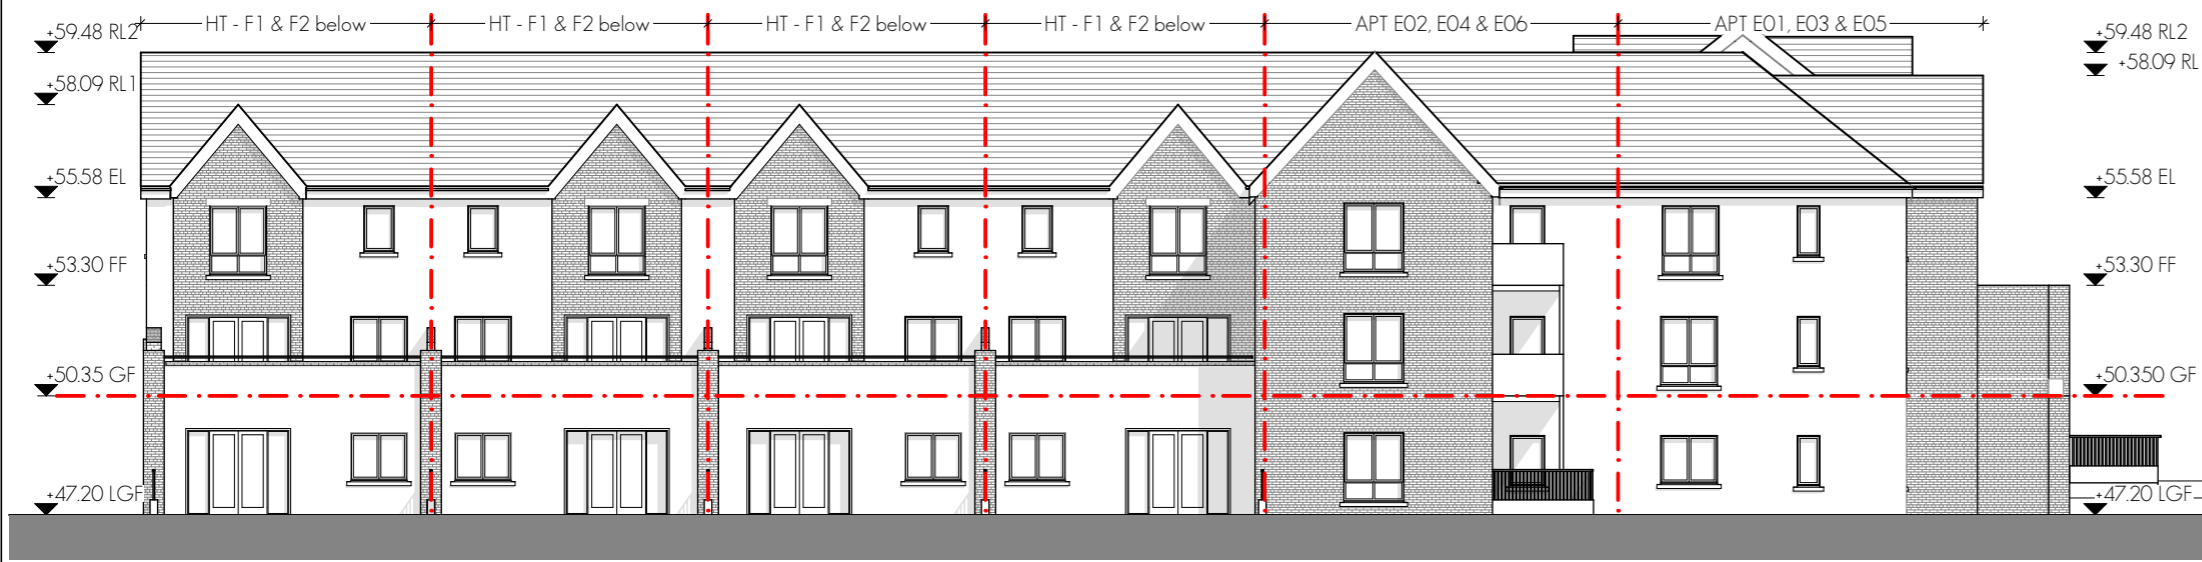 HT - F1 & F2 below HT - F1 & F2 below HT - F1 & F2 below HT - F1 & F2 below APT E02, E04 & E06 APT E01, E03 & E05
+59.48 RL2 +59.48 RL2
+58.09 RL1 +58.09 RL
+55.58 EL +55.58 EL
+53.30 FF +53.30 FF
+50.35 GF +50.350 GF
+47.20 LGF +47.20 LGF